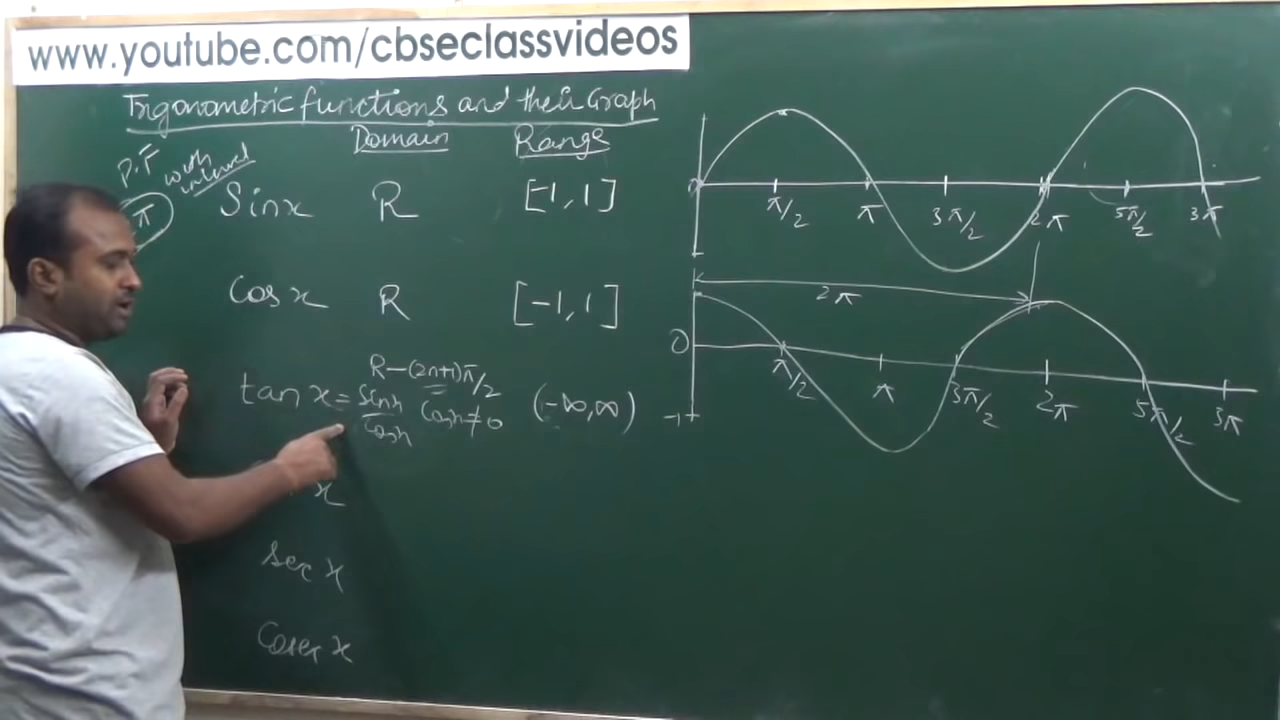 www.youtube.com/cbseclassvideos
Trigonometric functions and their Graph
Domain Range
P.F with interval
π
Sinx R [-1,1]
Cosx R [-1,1]
R-(2n+1)π/2
tanx = sinx/cosx cosx≠0 (-∞,∞)
x
sec x
Cosec x
0 π/2 π 3π/2 2π 5π/2 3π
2π
0 π/2 π 3π/2 2π 5π/2 3π
-1